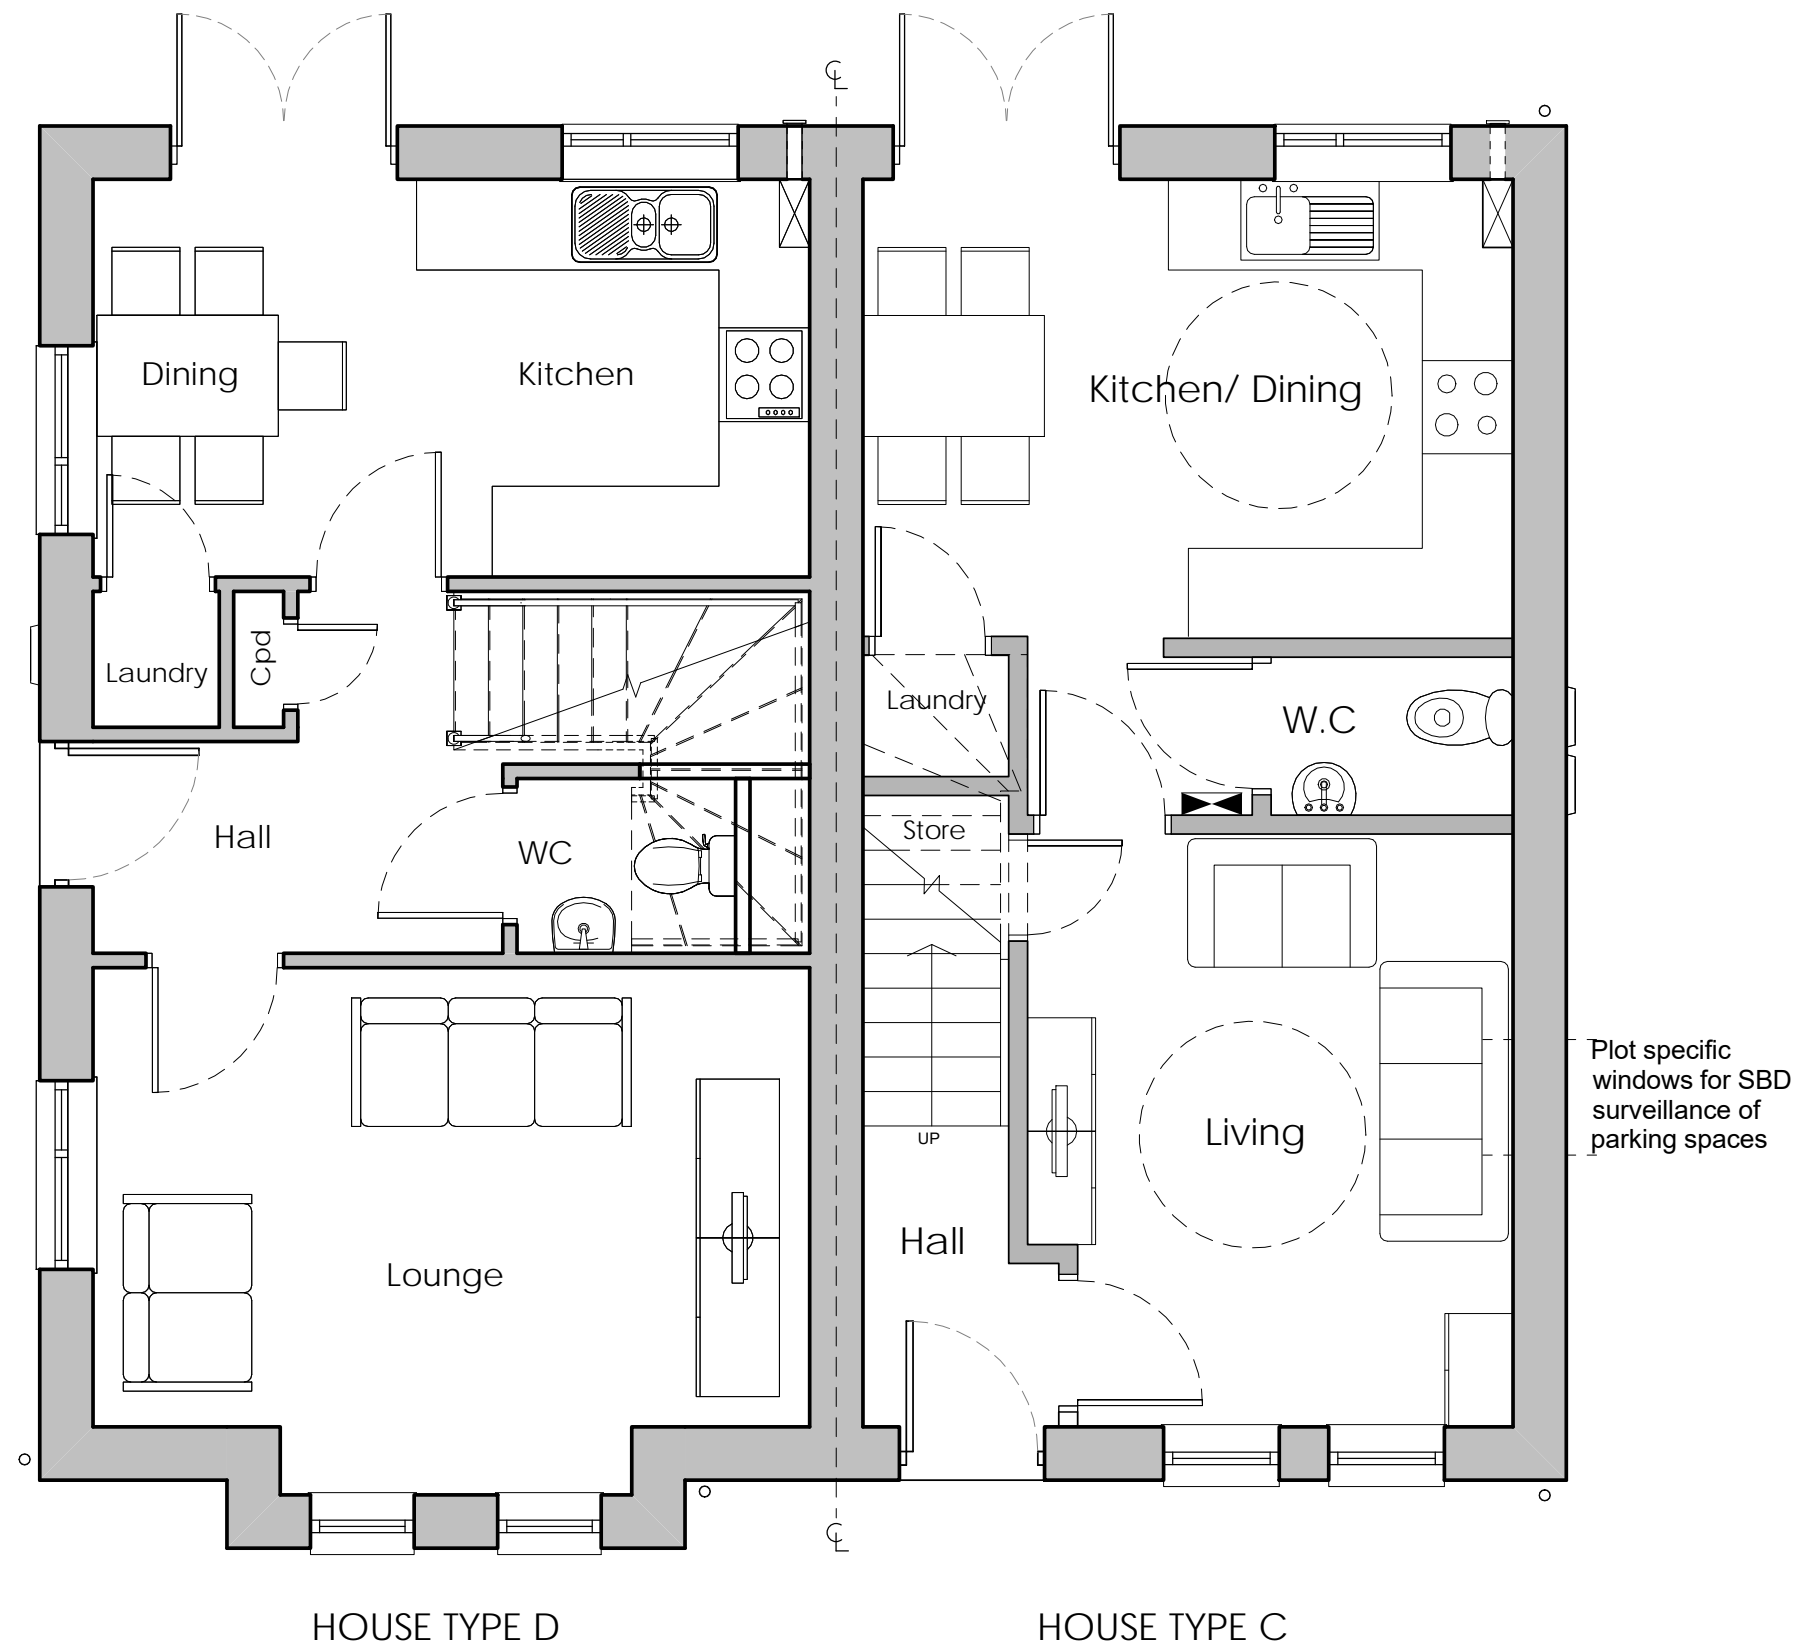 ℄
Dining
Kitchen
Kitchen/ Dining
Laundry
Cpd
Laundry
W.C
Hall
WC
Store
Plot specific
windows for SBD
surveillance of
parking spaces
UP
Living
Hall
Lounge
℄
HOUSE TYPE D
HOUSE TYPE C